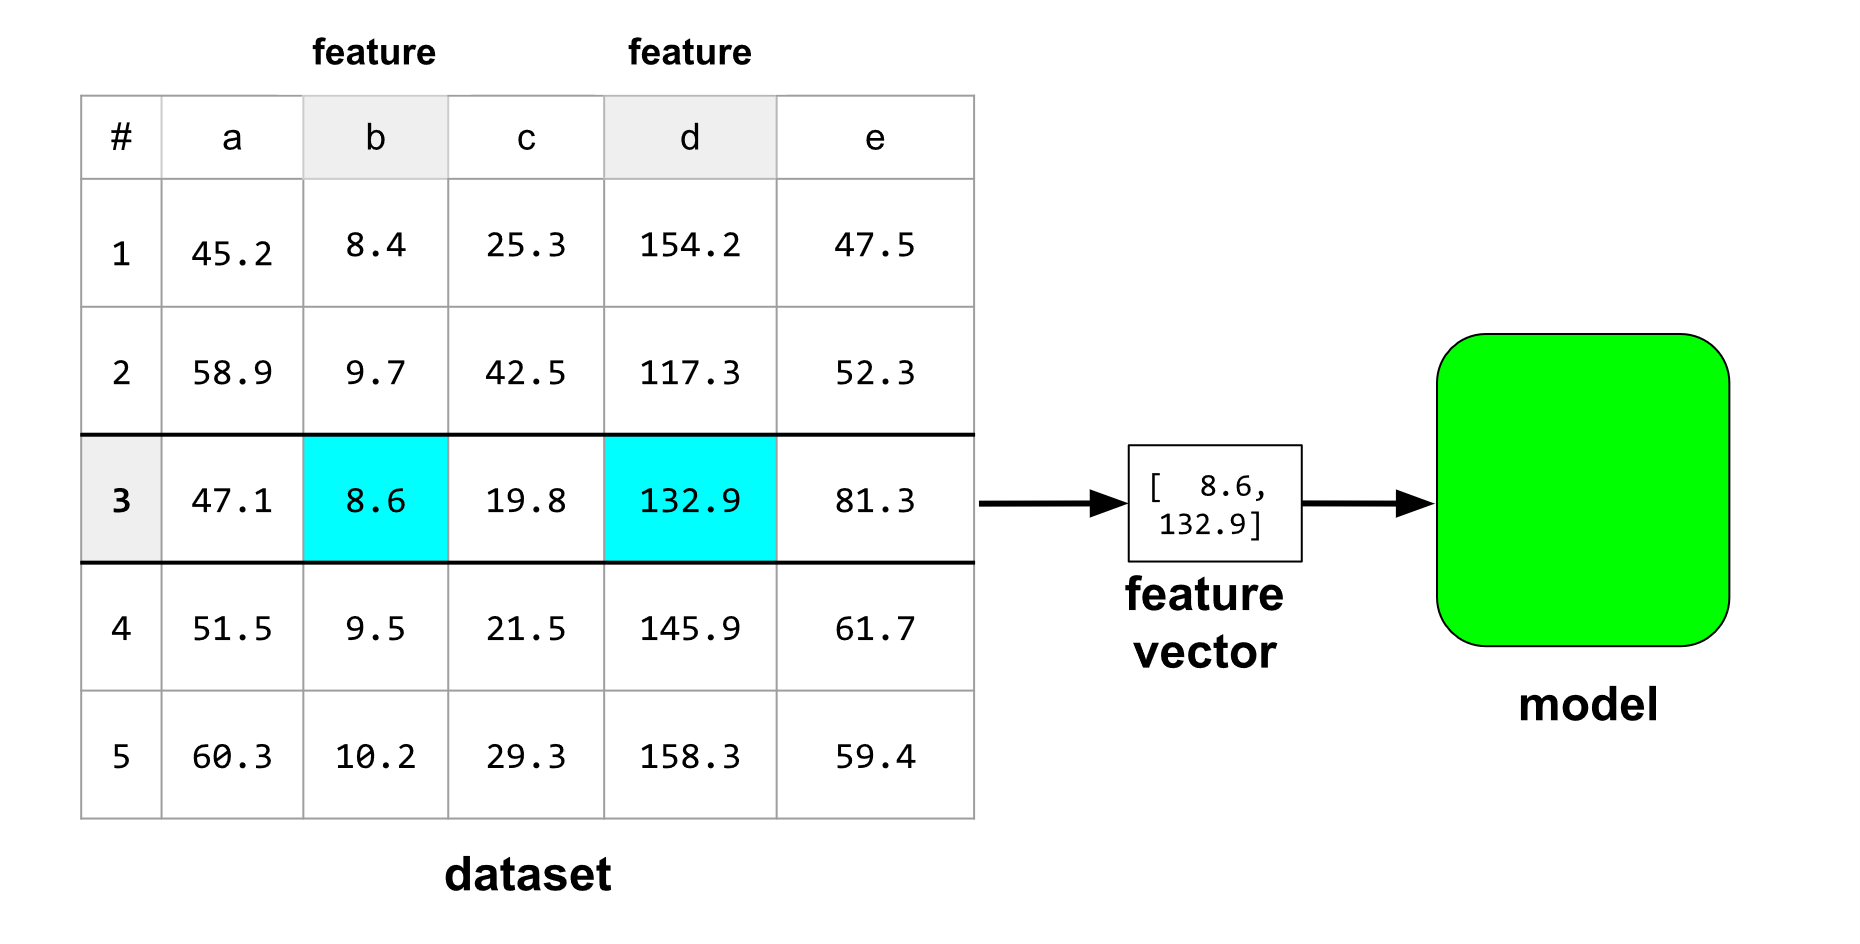 feature feature
# a b c d e
1 45.2 8.4 25.3 154.2 47.5
2 58.9 9.7 42.5 117.3 52.3
3 47.1 8.6 19.8 132.9 81.3
4 51.5 9.5 21.5 145.9 61.7
5 60.3 10.2 29.3 158.3 59.4
dataset
[ 8.6,
132.9]
feature
vector
model